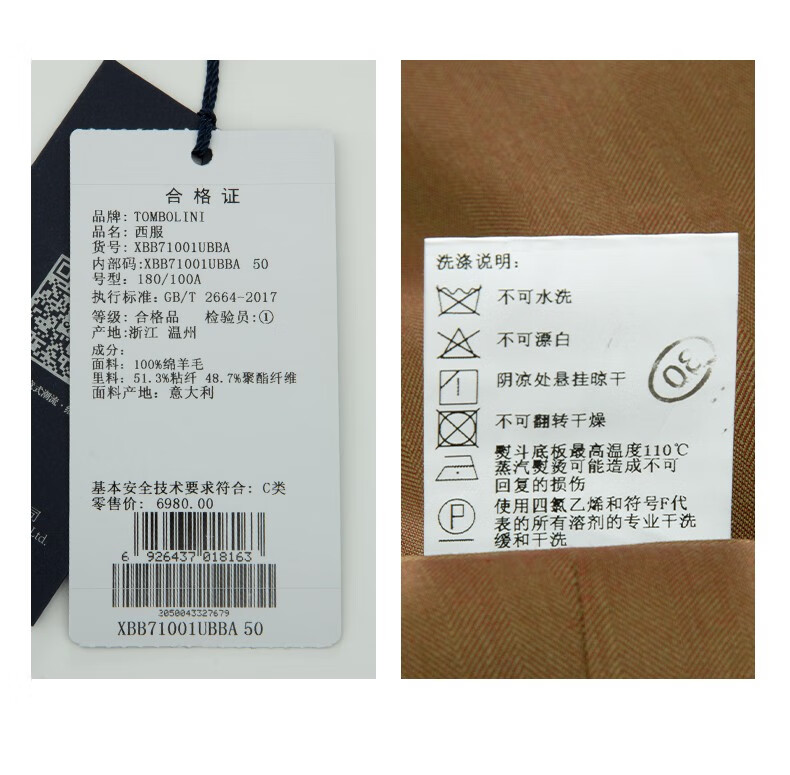 合格证
品牌: TOMBOLINI
品名: 西服
货号: XBB71001UBBA
内部码:XBB71001UBBA 50
号型: 180/100A
执行标准: GB/T 2664-2017
等级: 合格品 检验员:①
产地:浙江 温州
成分:
面料: 100%绵羊毛
里料: 51.3%粘纤 48.7%聚酯纤维
面料产地: 意大利
基本安全技术要求符合: C类
零售价: 6980.00
6 926437 018163
2050043327679
XBB71001UBBA 50
式潮流
司
Ltd.
洗涤说明:
不可水洗
不可漂白
阴凉处悬挂晾干
不可翻转干燥
熨斗底板最高温度110℃
蒸汽熨烫可能造成不可
回复的损伤
P
使用四氯乙烯和符号F代
表的所有溶剂的专业干洗
缓和干洗
30